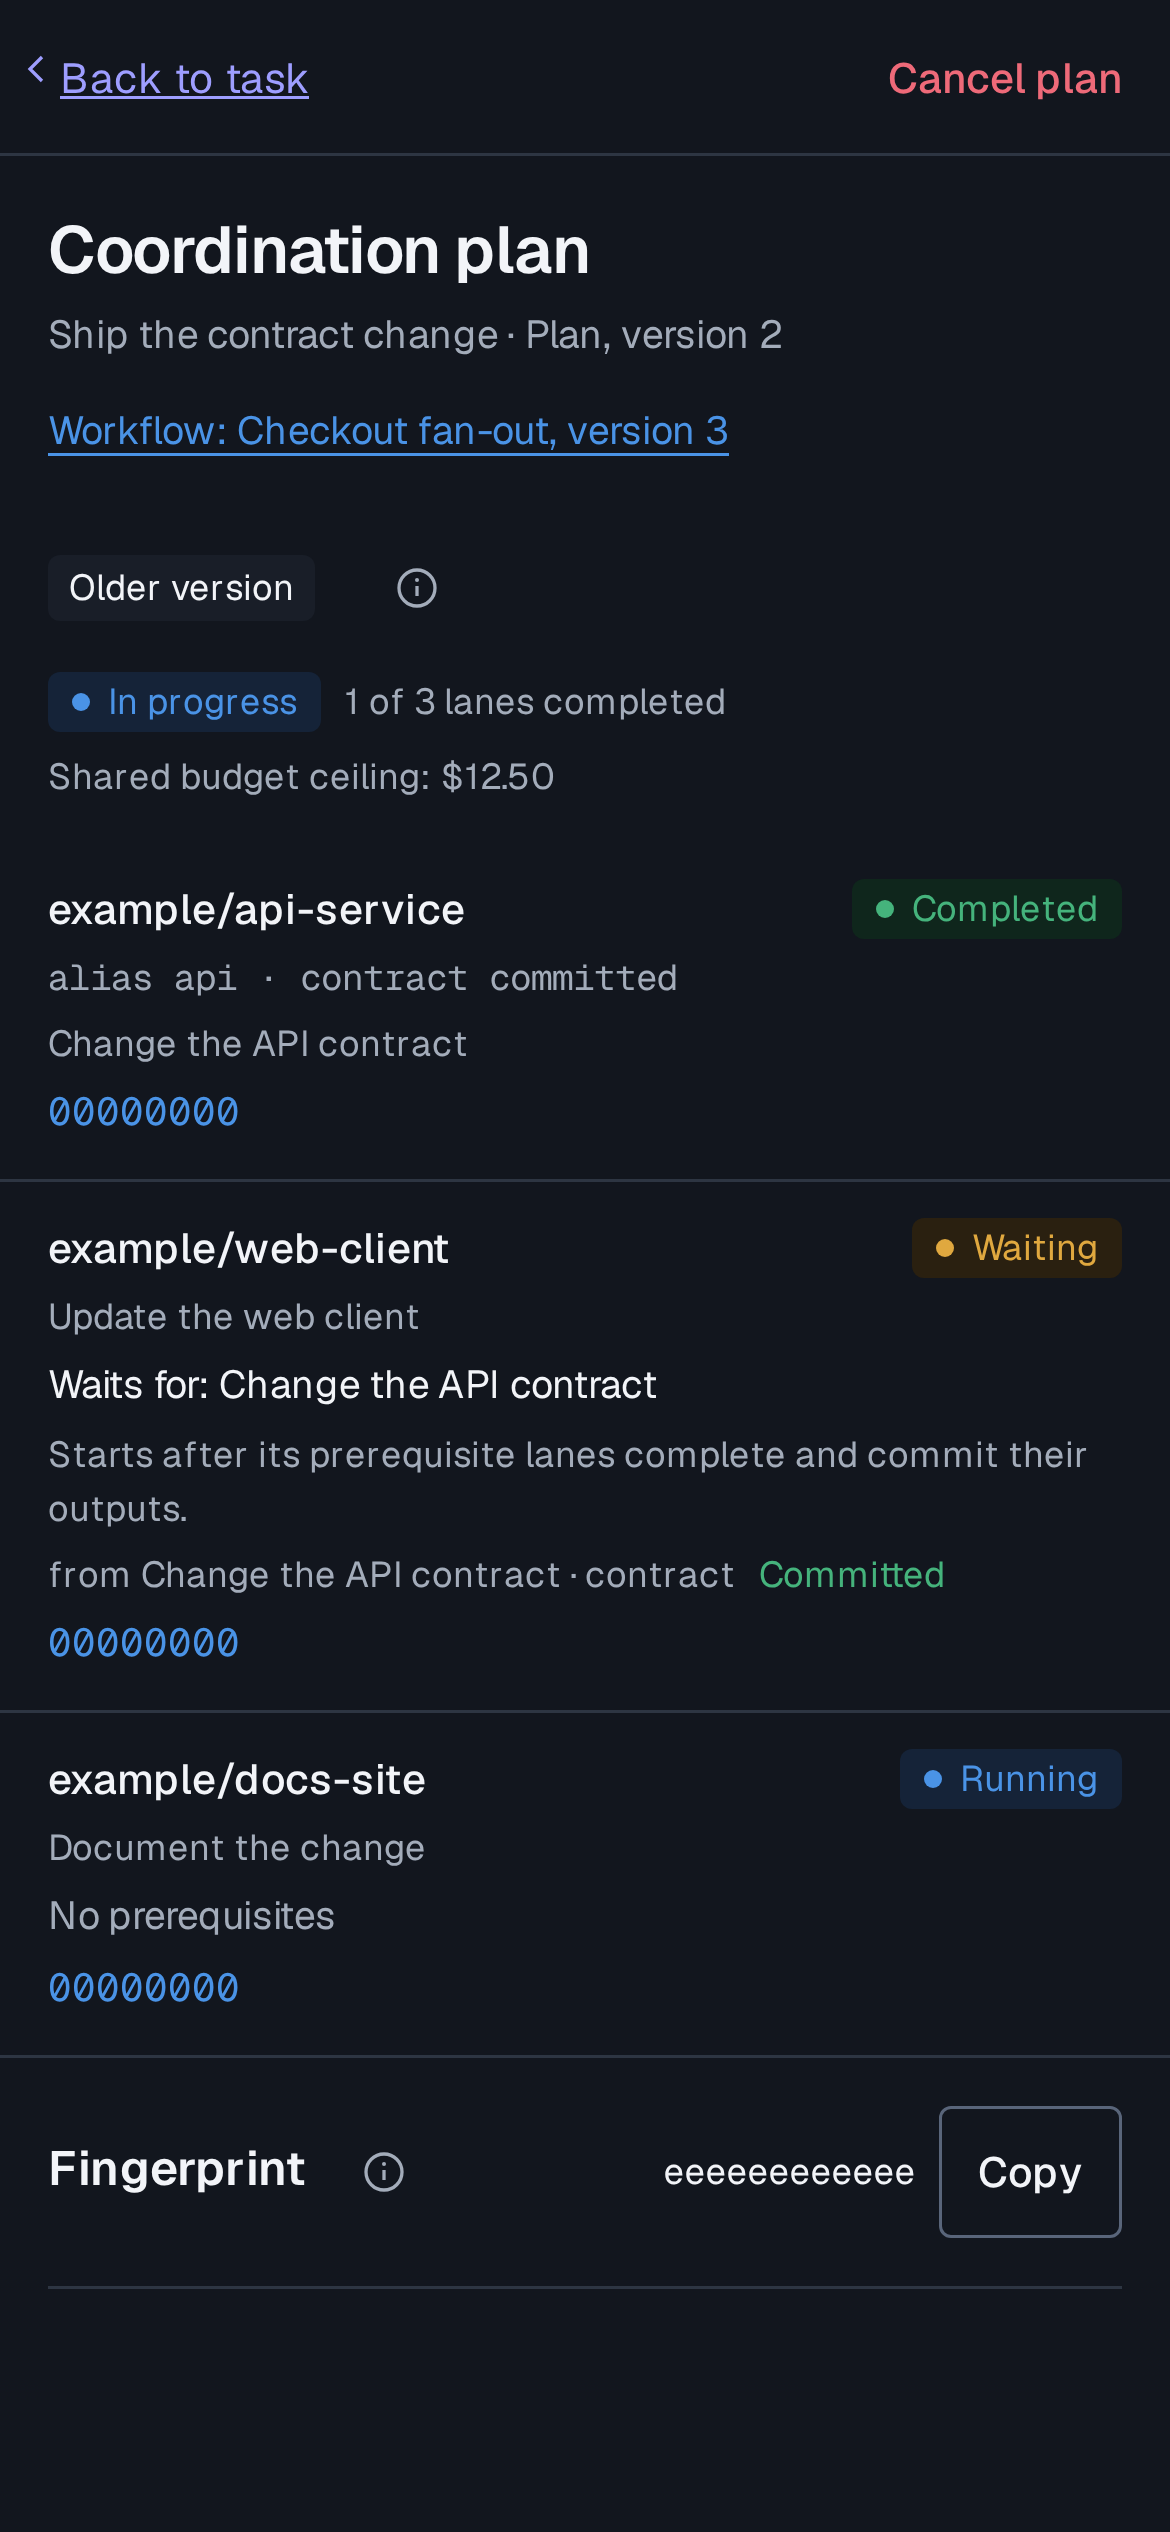 Back to task
Cancel plan
Coordination plan
Ship the contract change · Plan, version 2
Workflow: Checkout fan-out, version 3
Older version
In progress
1 of 3 lanes completed
Shared budget ceiling: $12.50
example/api-service
Completed
alias api · contract committed
Change the API contract
00000000
example/web-client
Waiting
Update the web client
Waits for: Change the API contract
Starts after its prerequisite lanes complete and commit their
outputs.
from Change the API contract · contract Committed
00000000
example/docs-site
Running
Document the change
No prerequisites
00000000
Fingerprint
eeeeeeeeeeee
Copy